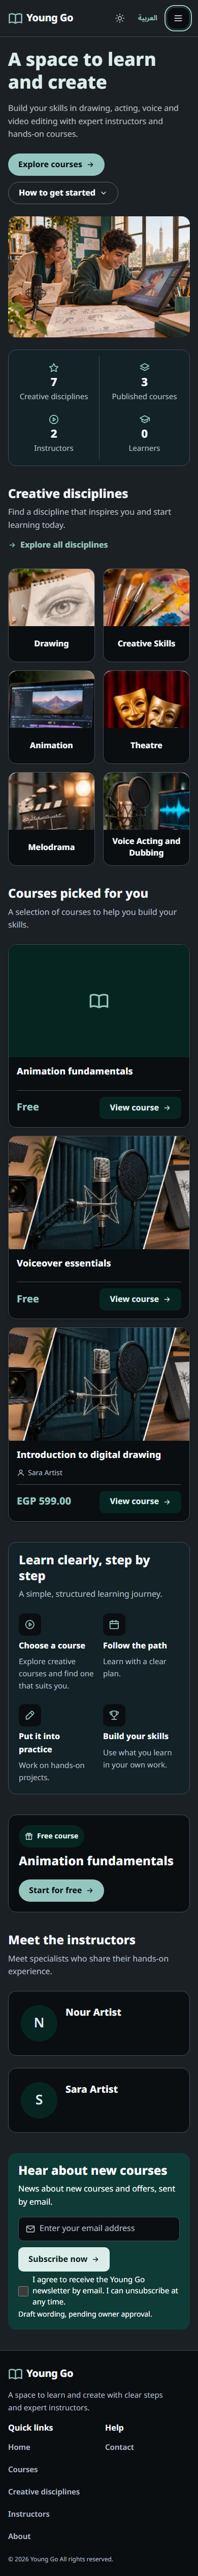 Young Go
العربية
A space to learn
and create
Build your skills in drawing, acting, voice and
video editing with expert instructors and
hands-on courses.
Explore courses →
How to get started
7
Creative disciplines
3
Published courses
2
Instructors
0
Learners
Creative disciplines
Find a discipline that inspires you and start
learning today.
→ Explore all disciplines
Drawing
Creative Skills
Animation
Theatre
Melodrama
Voice Acting and
Dubbing
Courses picked for you
A selection of courses to help you build your
skills.
Animation fundamentals
Free
View course →
Voiceover essentials
Free
View course →
Introduction to digital drawing
Sara Artist
EGP 599.00
View course →
Learn clearly, step by
step
A simple, structured learning journey.
Choose a course
Explore creative
courses and find one
that suits you.
Follow the path
Learn with a clear
plan.
Put it into
practice
Work on hands-on
projects.
Build your skills
Use what you learn
in your own work.
Free course
Animation fundamentals
Start for free →
Meet the instructors
Meet specialists who share their hands-on
experience.
N
Nour Artist
S
Sara Artist
Hear about new courses
News about new courses and offers, sent
by email.
Enter your email address
Subscribe now →
I agree to receive the Young Go
newsletter by email. I can unsubscribe at
any time.
Draft wording, pending owner approval.
Young Go
A space to learn and create with clear steps
and expert instructors.
Quick links
Home
Courses
Creative disciplines
Instructors
About
Help
Contact
© 2026 Young Go All rights reserved.